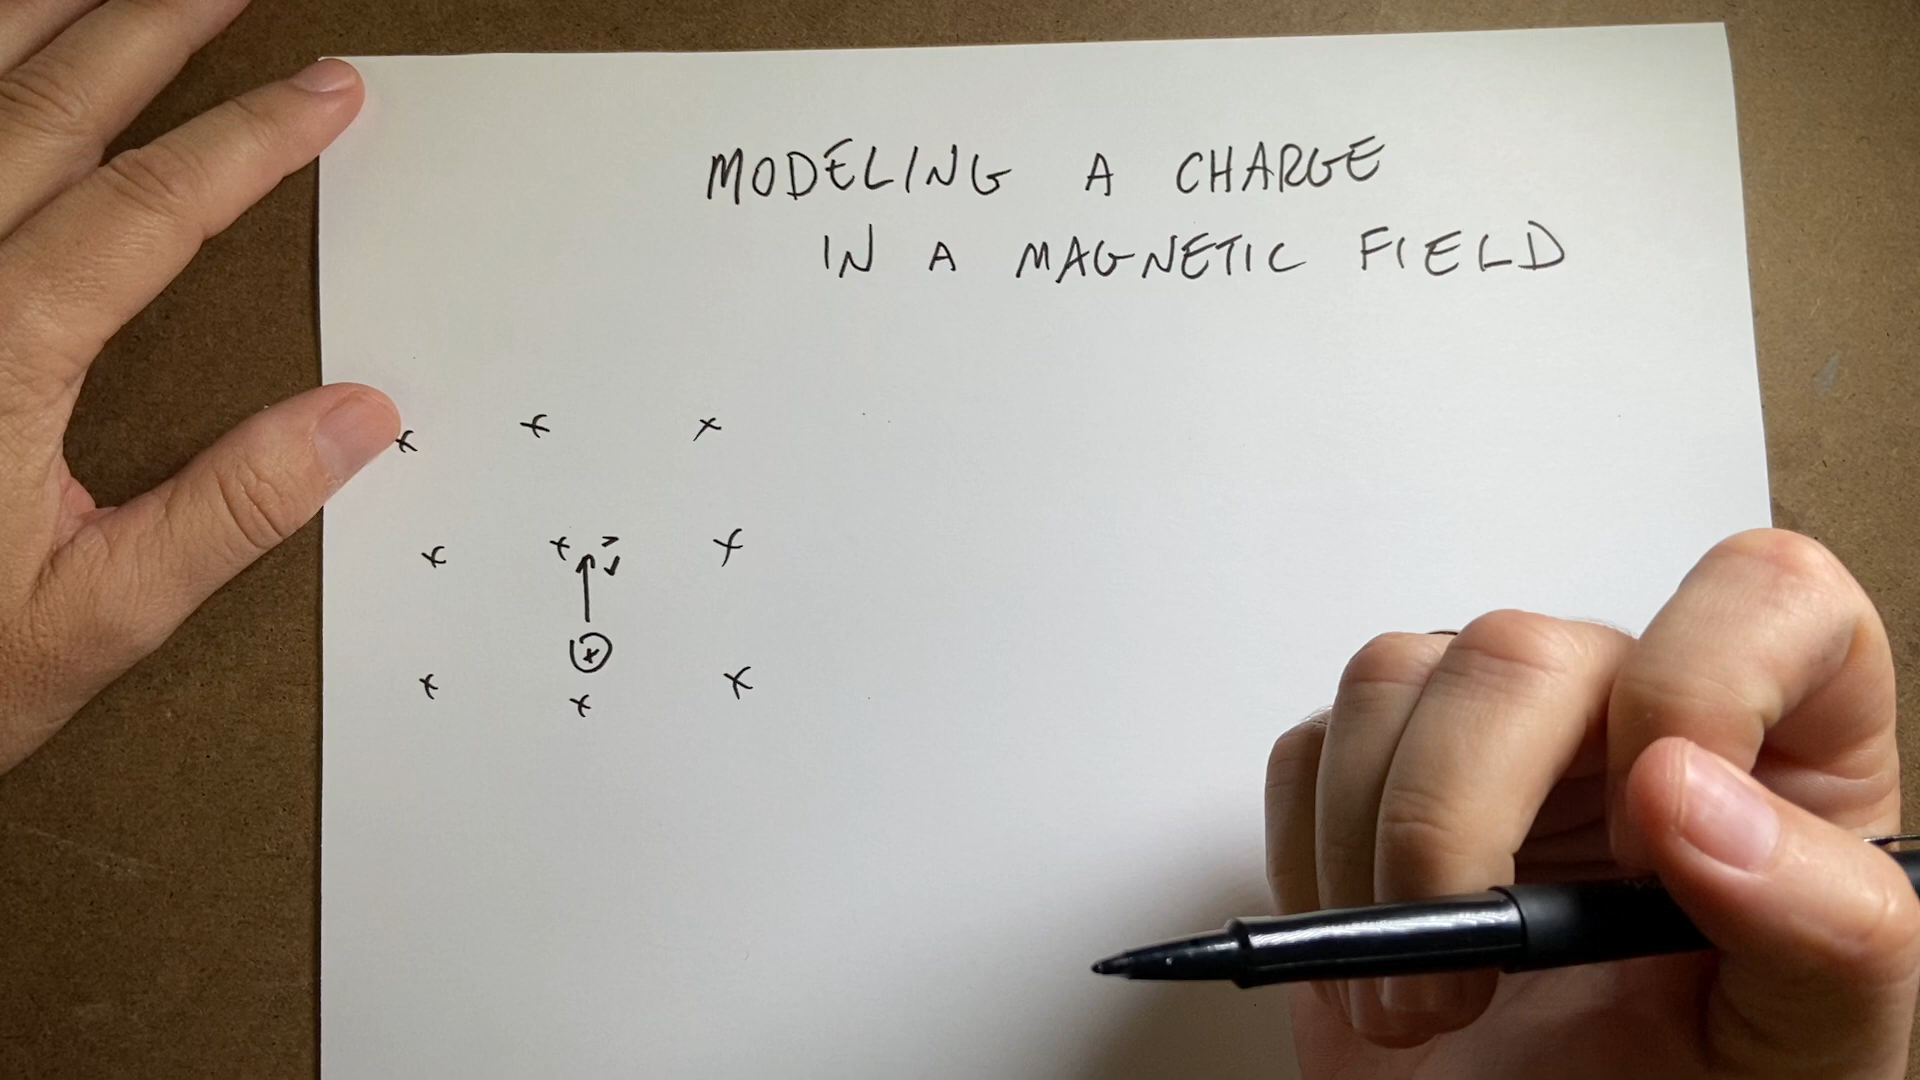 MODELING A CHARGE
IN A MAGNETIC FIELD
x x x
x x v⃗ x
+
x x x